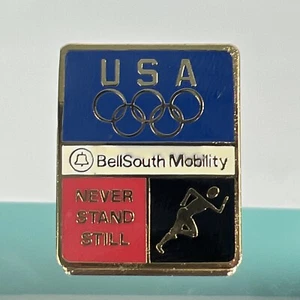 USA
BellSouth Mobility
NEVER
STAND
STILL